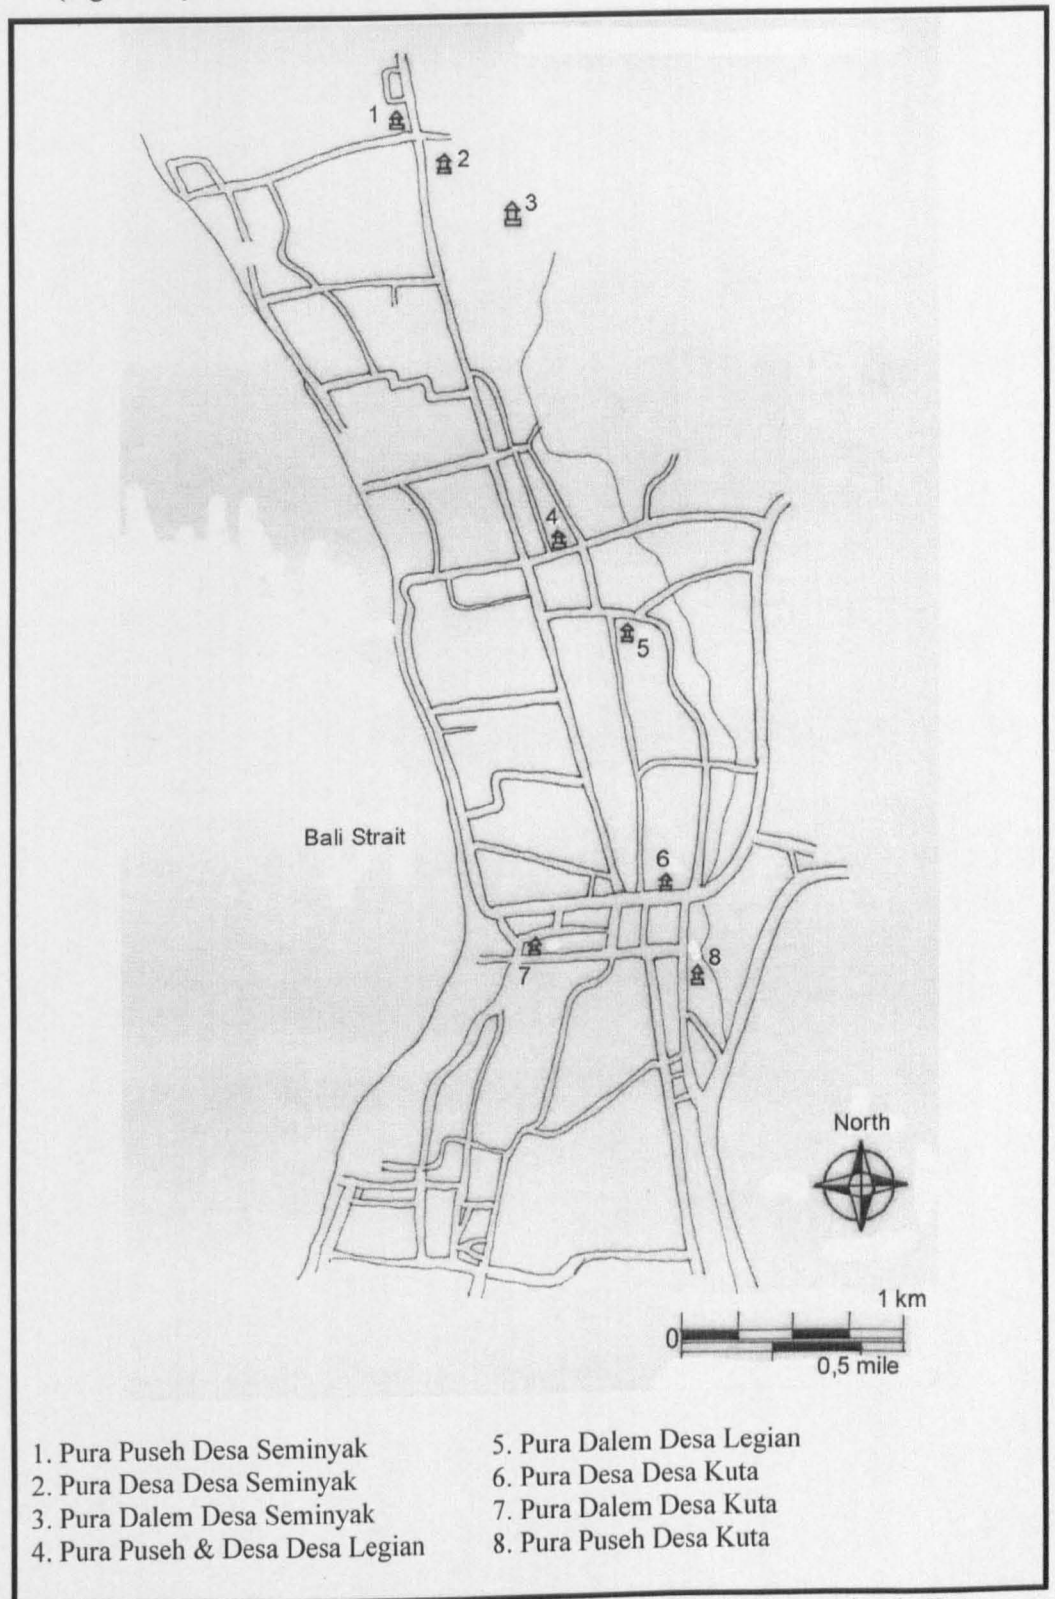 1
2
3
4
5
Bali Strait
6
7
8
North
1 km
0
0,5 mile
1. Pura Puseh Desa Seminyak
2. Pura Desa Desa Seminyak
3. Pura Dalem Desa Seminyak
4. Pura Puseh & Desa Desa Legian
5. Pura Dalem Desa Legian
6. Pura Desa Desa Kuta
7. Pura Dalem Desa Kuta
8. Pura Puseh Desa Kuta